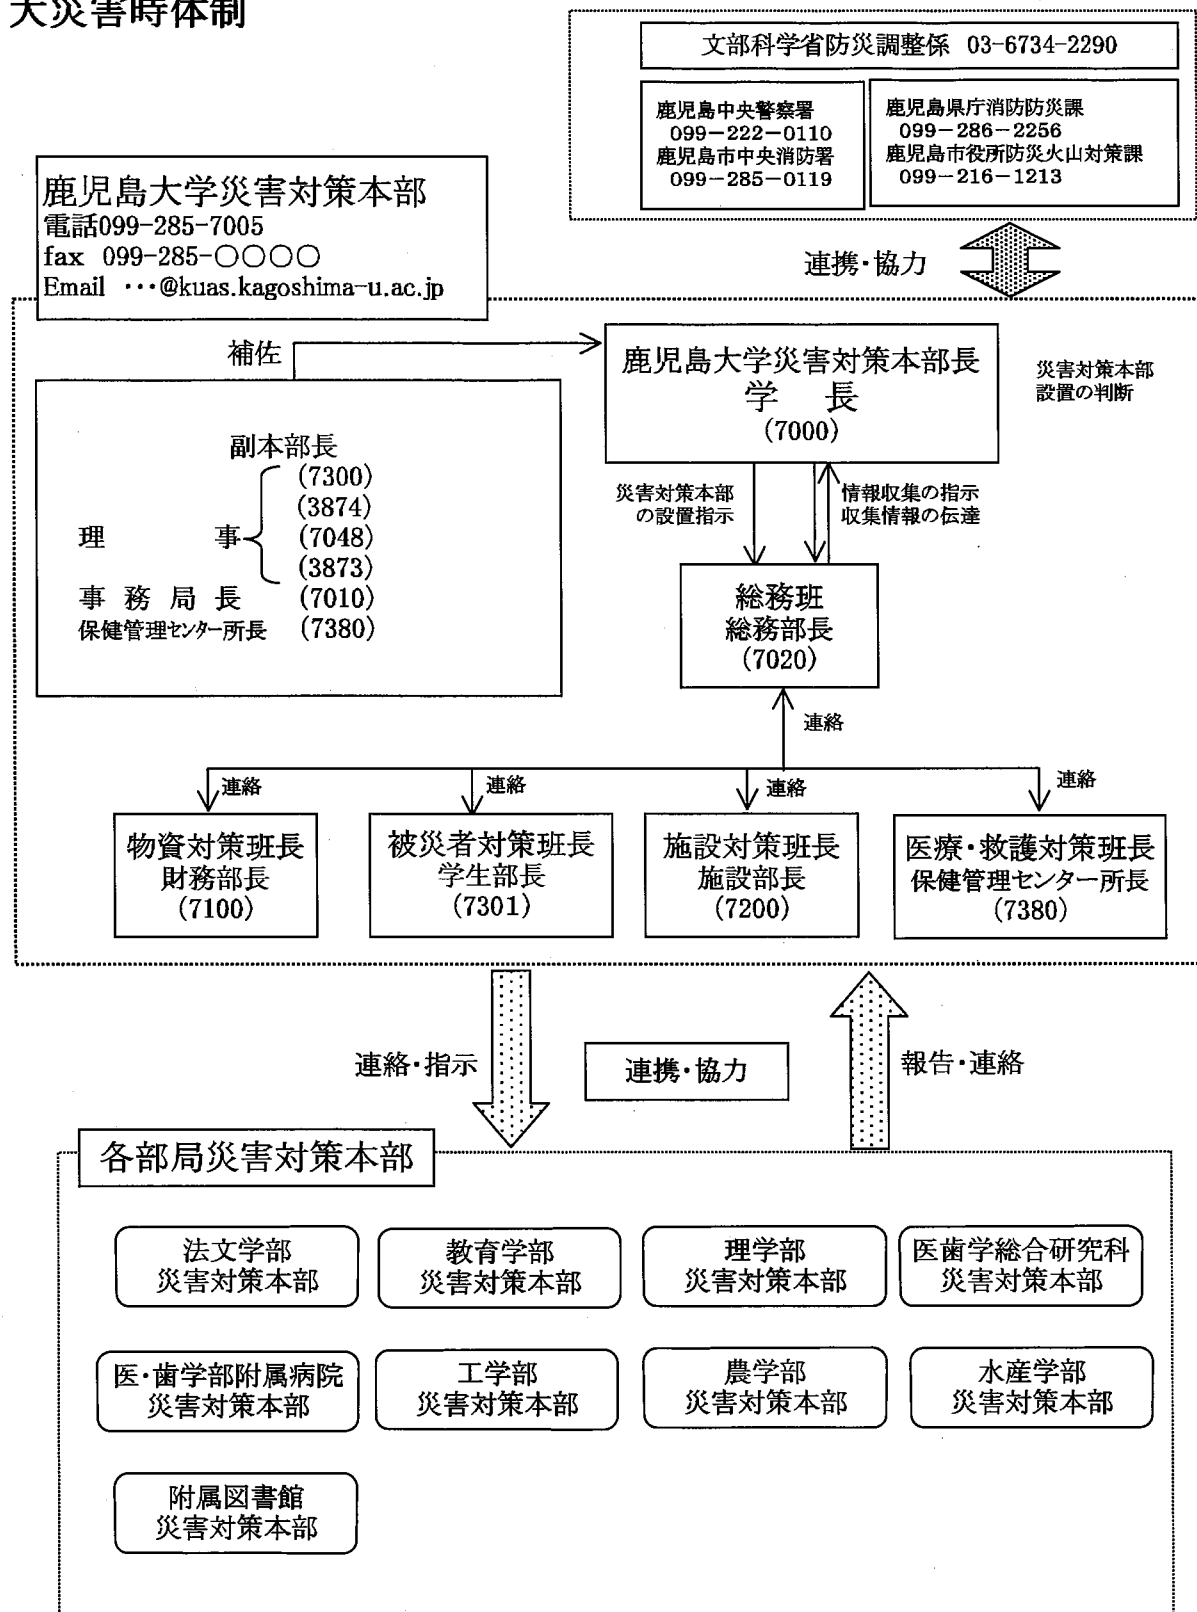 大災害時体制
文部科学省防災調整係 03-6734-2290
鹿児島中央警察署
099-222-0110
鹿児島市中央消防署
099-285-0119
鹿児島県庁消防防災課
099-286-2256
鹿児島市役所防災火山対策課
099-216-1213
鹿児島大学災害対策本部
電話099-285-7005
fax 099-285-○○○○
Email ･･･@kuas.kagoshima-u.ac.jp
連携・協力
補佐
鹿児島大学災害対策本部長
学 長
(7000)
災害対策本部
設置の判断
副本部長
(7300)
(3874)
理 事 (7048)
(3873)
事務局長 (7010)
保健管理センター所長 (7380)
災害対策本部
の設置指示
情報収集の指示
収集情報の伝達
総務班
総務部長
(7020)
連絡
連絡
連絡
連絡
連絡
物資対策班長
財務部長
(7100)
被災者対策班長
学生部長
(7301)
施設対策班長
施設部長
(7200)
医療・救護対策班長
保健管理センター所長
(7380)
連絡・指示
連携・協力
報告・連絡
各部局災害対策本部
法文学部
災害対策本部
教育学部
災害対策本部
理学部
災害対策本部
医歯学総合研究科
災害対策本部
医・歯学部附属病院
災害対策本部
工学部
災害対策本部
農学部
災害対策本部
水産学部
災害対策本部
附属図書館
災害対策本部